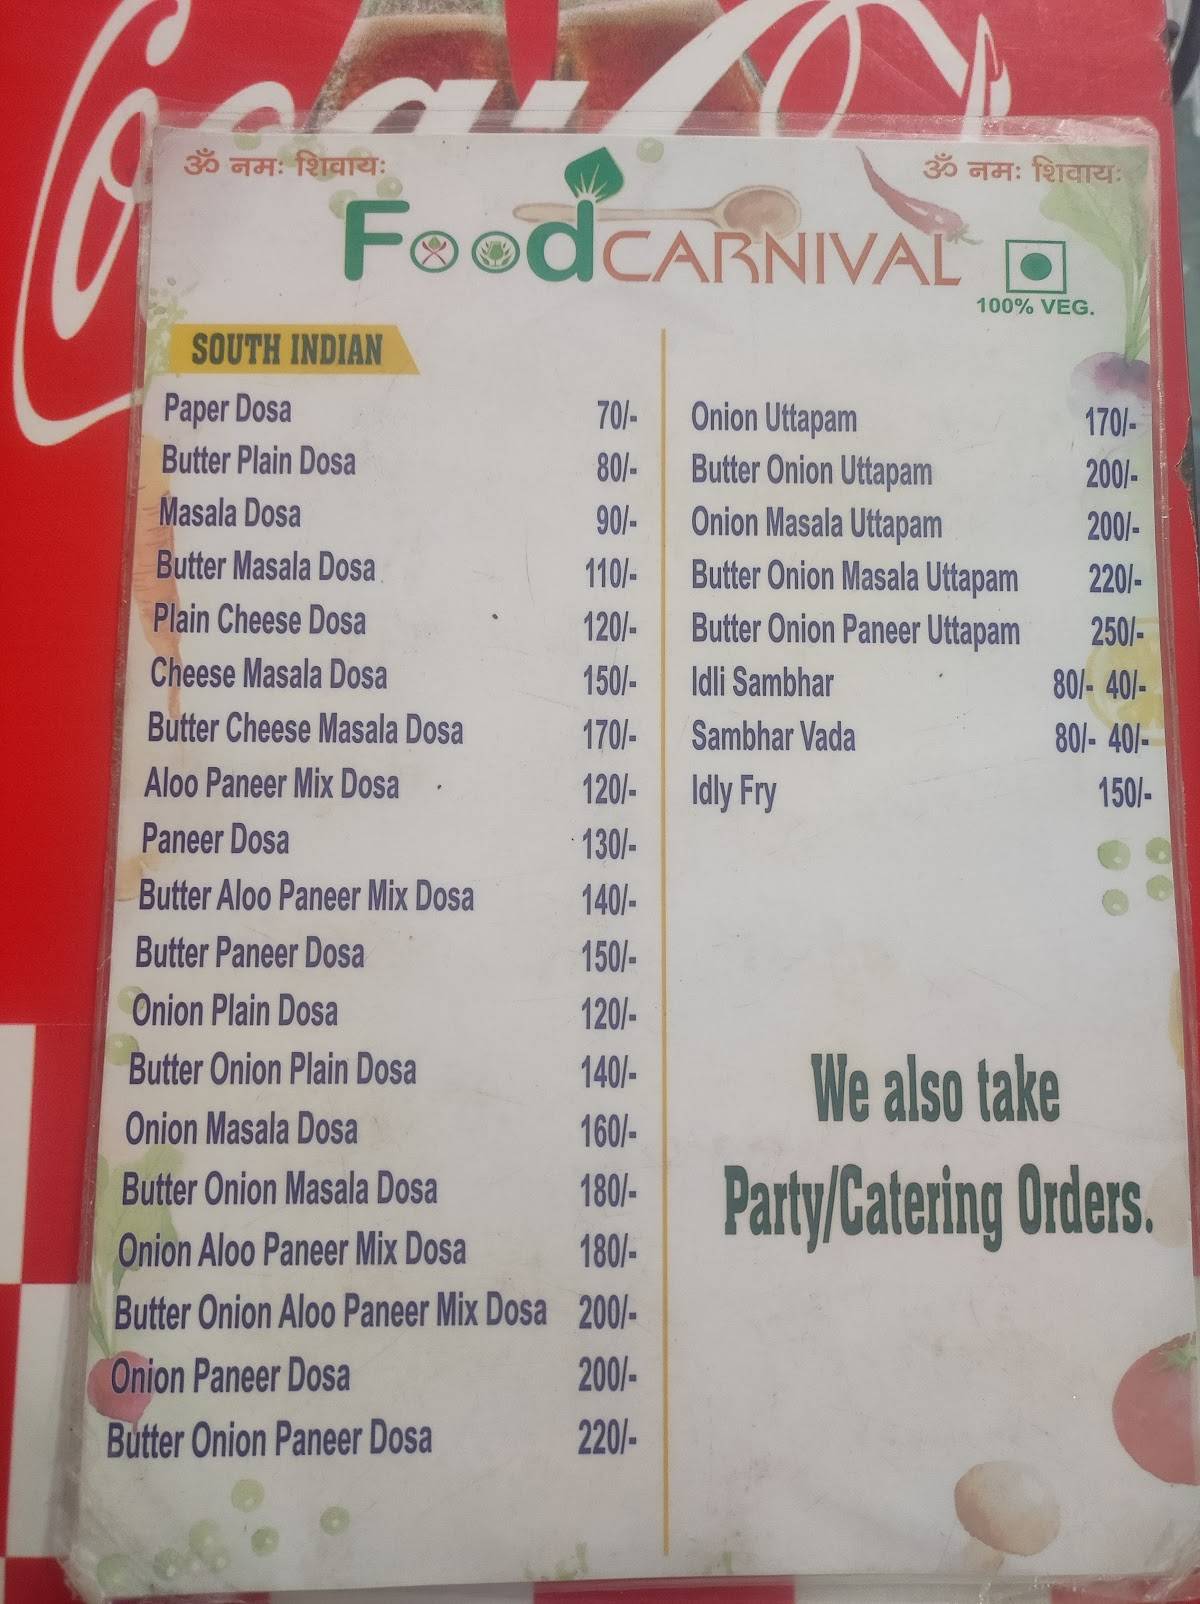 Coca-Co
ॐ नमः शिवायः
ॐ नमः शिवायः
Food CARNIVAL
100% VEG.
SOUTH INDIAN
Paper Dosa 70/-
Butter Plain Dosa 80/-
Masala Dosa 90/-
Butter Masala Dosa 110/-
Plain Cheese Dosa 120/-
Cheese Masala Dosa 150/-
Butter Cheese Masala Dosa 170/-
Aloo Paneer Mix Dosa 120/-
Paneer Dosa 130/-
Butter Aloo Paneer Mix Dosa 140/-
Butter Paneer Dosa 150/-
Onion Plain Dosa 120/-
Butter Onion Plain Dosa 140/-
Onion Masala Dosa 160/-
Butter Onion Masala Dosa 180/-
Onion Aloo Paneer Mix Dosa 180/-
Butter Onion Aloo Paneer Mix Dosa 200/-
Onion Paneer Dosa 200/-
Butter Onion Paneer Dosa 220/-
Onion Uttapam 170/-
Butter Onion Uttapam 200/-
Onion Masala Uttapam 200/-
Butter Onion Masala Uttapam 220/-
Butter Onion Paneer Uttapam 250/-
Idli Sambhar 80/- 40/-
Sambhar Vada 80/- 40/-
Idly Fry 150/-
We also take
Party/Catering Orders.